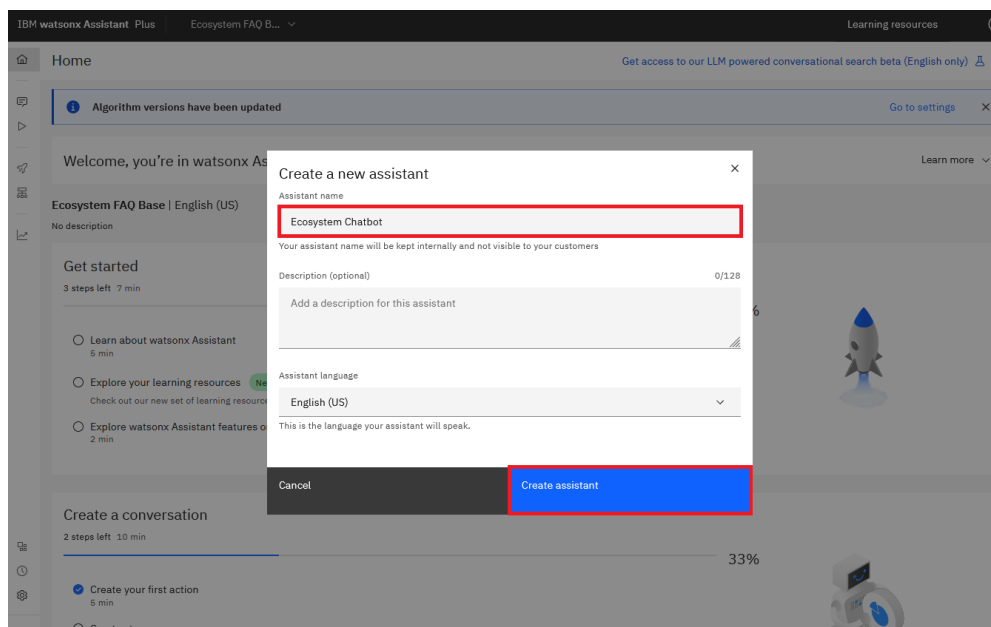 IBM watsonx Assistant Plus
Ecosystem FAQ B...
Learning resources
Home
Get access to our LLM powered conversational search beta (English only)
Algorithm versions have been updated
Go to settings
Welcome, you're in watsonx As
Learn more
Ecosystem FAQ Base | English (US)
No description
Get started
3 steps left 7 min
%
Learn about watsonx Assistant
5 min
Explore your learning resources Ne
Check out our new set of learning resource
Explore watsonx Assistant features o
2 min
Create a new assistant
Assistant name
Ecosystem Chatbot
Your assistant name will be kept internally and not visible to your customers
Description (optional)
0/128
Add a description for this assistant
Assistant language
English (US)
This is the language your assistant will speak.
Cancel
Create assistant
Create a conversation
2 steps left 10 min
33%
Create your first action
5 min